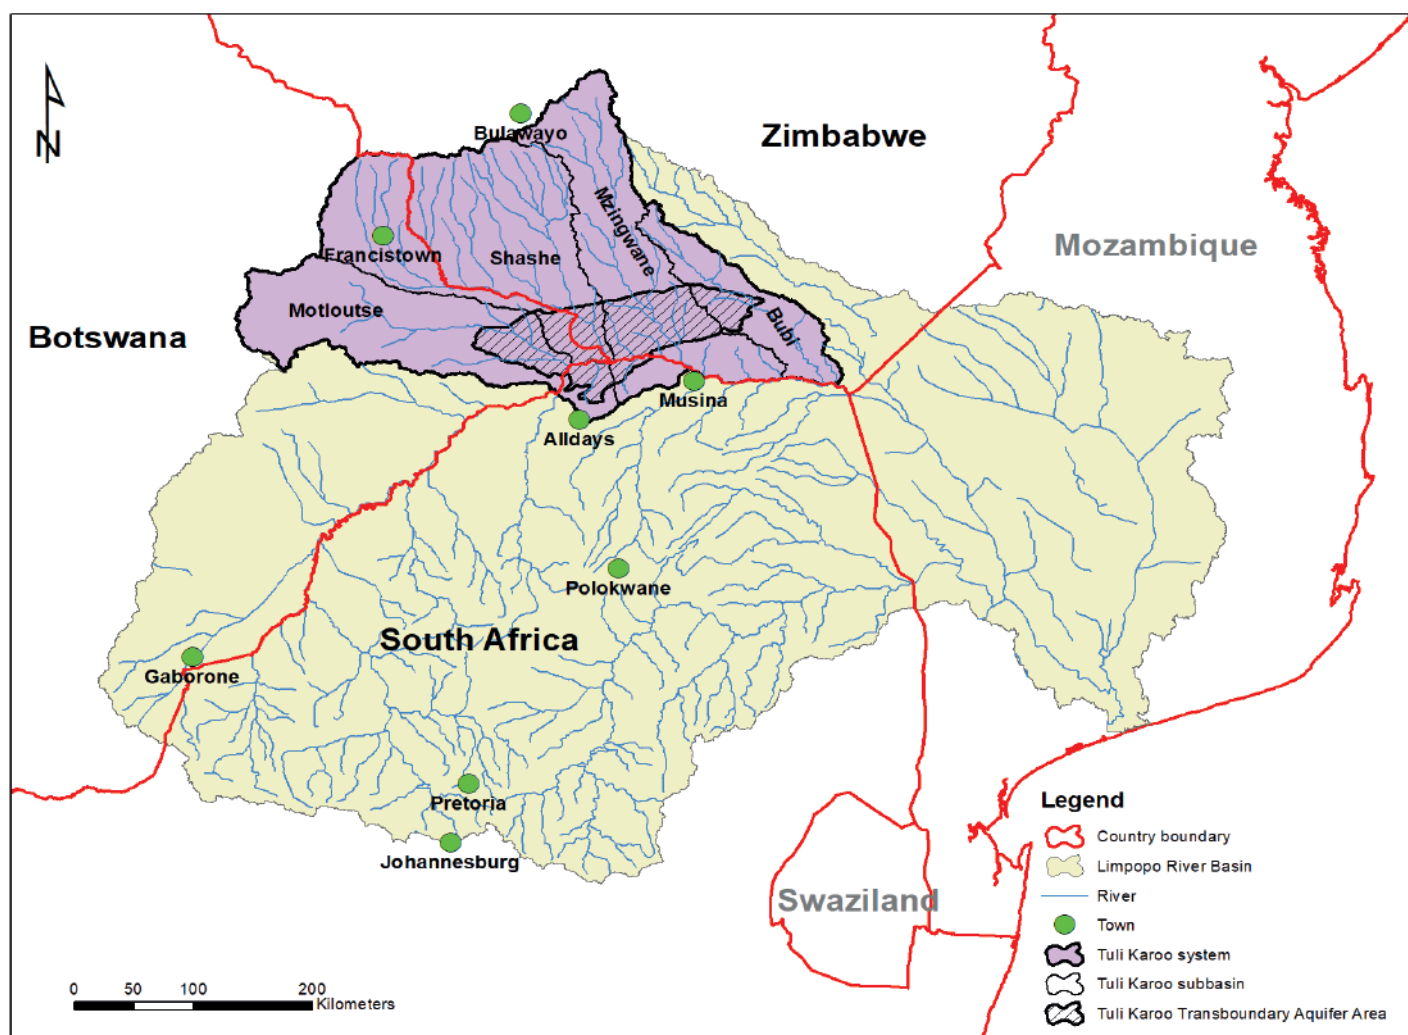 N
Bulawayo
Zimbabwe
Mzingwane
Mozambique
Francistown
Shashe
Motloutse
Bubi
Botswana
Musina
Alldays
Polokwane
South Africa
Gaborone
Pretoria
Johannesburg
Swaziland
Legend
Country boundary
Limpopo River Basin
River
Town
Tuli Karoo system
Tuli Karoo subbasin
Tuli Karoo Transboundary Aquifer Area
0 50 100 200
Kilometers